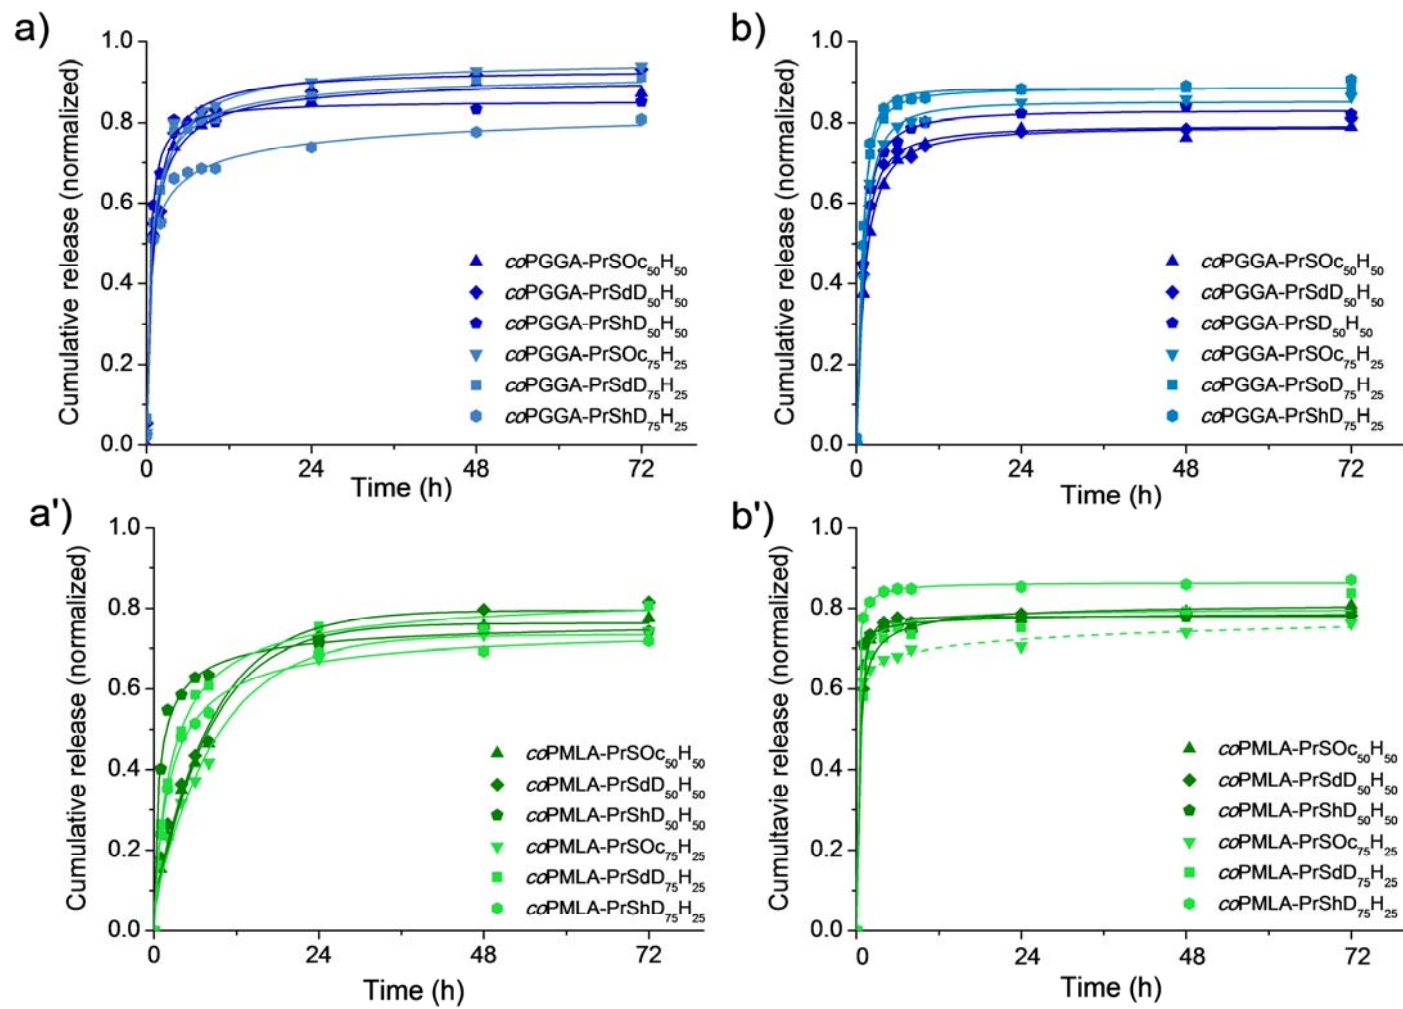 a)
Cumulative release (normalized)
1.0
0.8
0.6
0.4
0.2
0.0
0 24 48 72
Time (h)
coPGGA-PrSOc50H50
coPGGA-PrSdD50H50
coPGGA-PrShD50H50
coPGGA-PrSOc75H25
coPGGA-PrSdD75H25
coPGGA-PrShD75H25
b)
Cumulative release (normalized)
1.0
0.8
0.6
0.4
0.2
0.0
0 24 48 72
Time (h)
coPGGA-PrSOc50H50
coPGGA-PrSdD50H50
coPGGA-PrSD50H50
coPGGA-PrSOc75H25
coPGGA-PrSoD75H25
coPGGA-PrShD75H25
a')
Cumulative release (normalized)
1.0
0.8
0.6
0.4
0.2
0.0
0 24 48 72
Time (h)
coPMLA-PrSOc50H50
coPMLA-PrSdD50H50
coPMLA-PrShD50H50
coPMLA-PrSOc75H25
coPMLA-PrSdD75H25
coPMLA-PrShD75H25
b')
Cumultavie release (normalized)
1.0
0.8
0.6
0.4
0.2
0.0
0 24 48 72
Time (h)
coPMLA-PrSOc50H50
coPMLA-PrSdD50H50
coPMLA-PrShD50H50
coPMLA-PrSOc75H25
coPMLA-PrSdD75H25
coPMLA-PrShD75H25